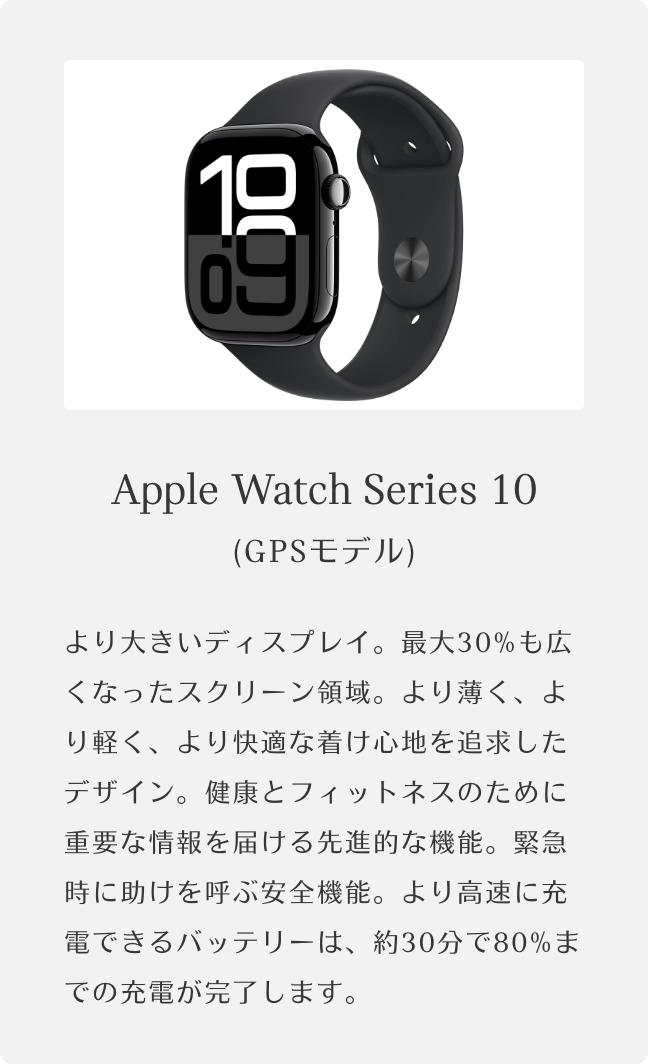 10
09
Apple Watch Series 10
(GPSモデル)
より大きいディスプレイ。最大30%も広
くなったスクリーン領域。より薄く、よ
り軽く、より快適な着け心地を追求した
デザイン。健康とフィットネスのために
重要な情報を届ける先進的な機能。緊急
時に助けを呼ぶ安全機能。より高速に充
電できるバッテリーは、約30分で80%ま
での充電が完了します。